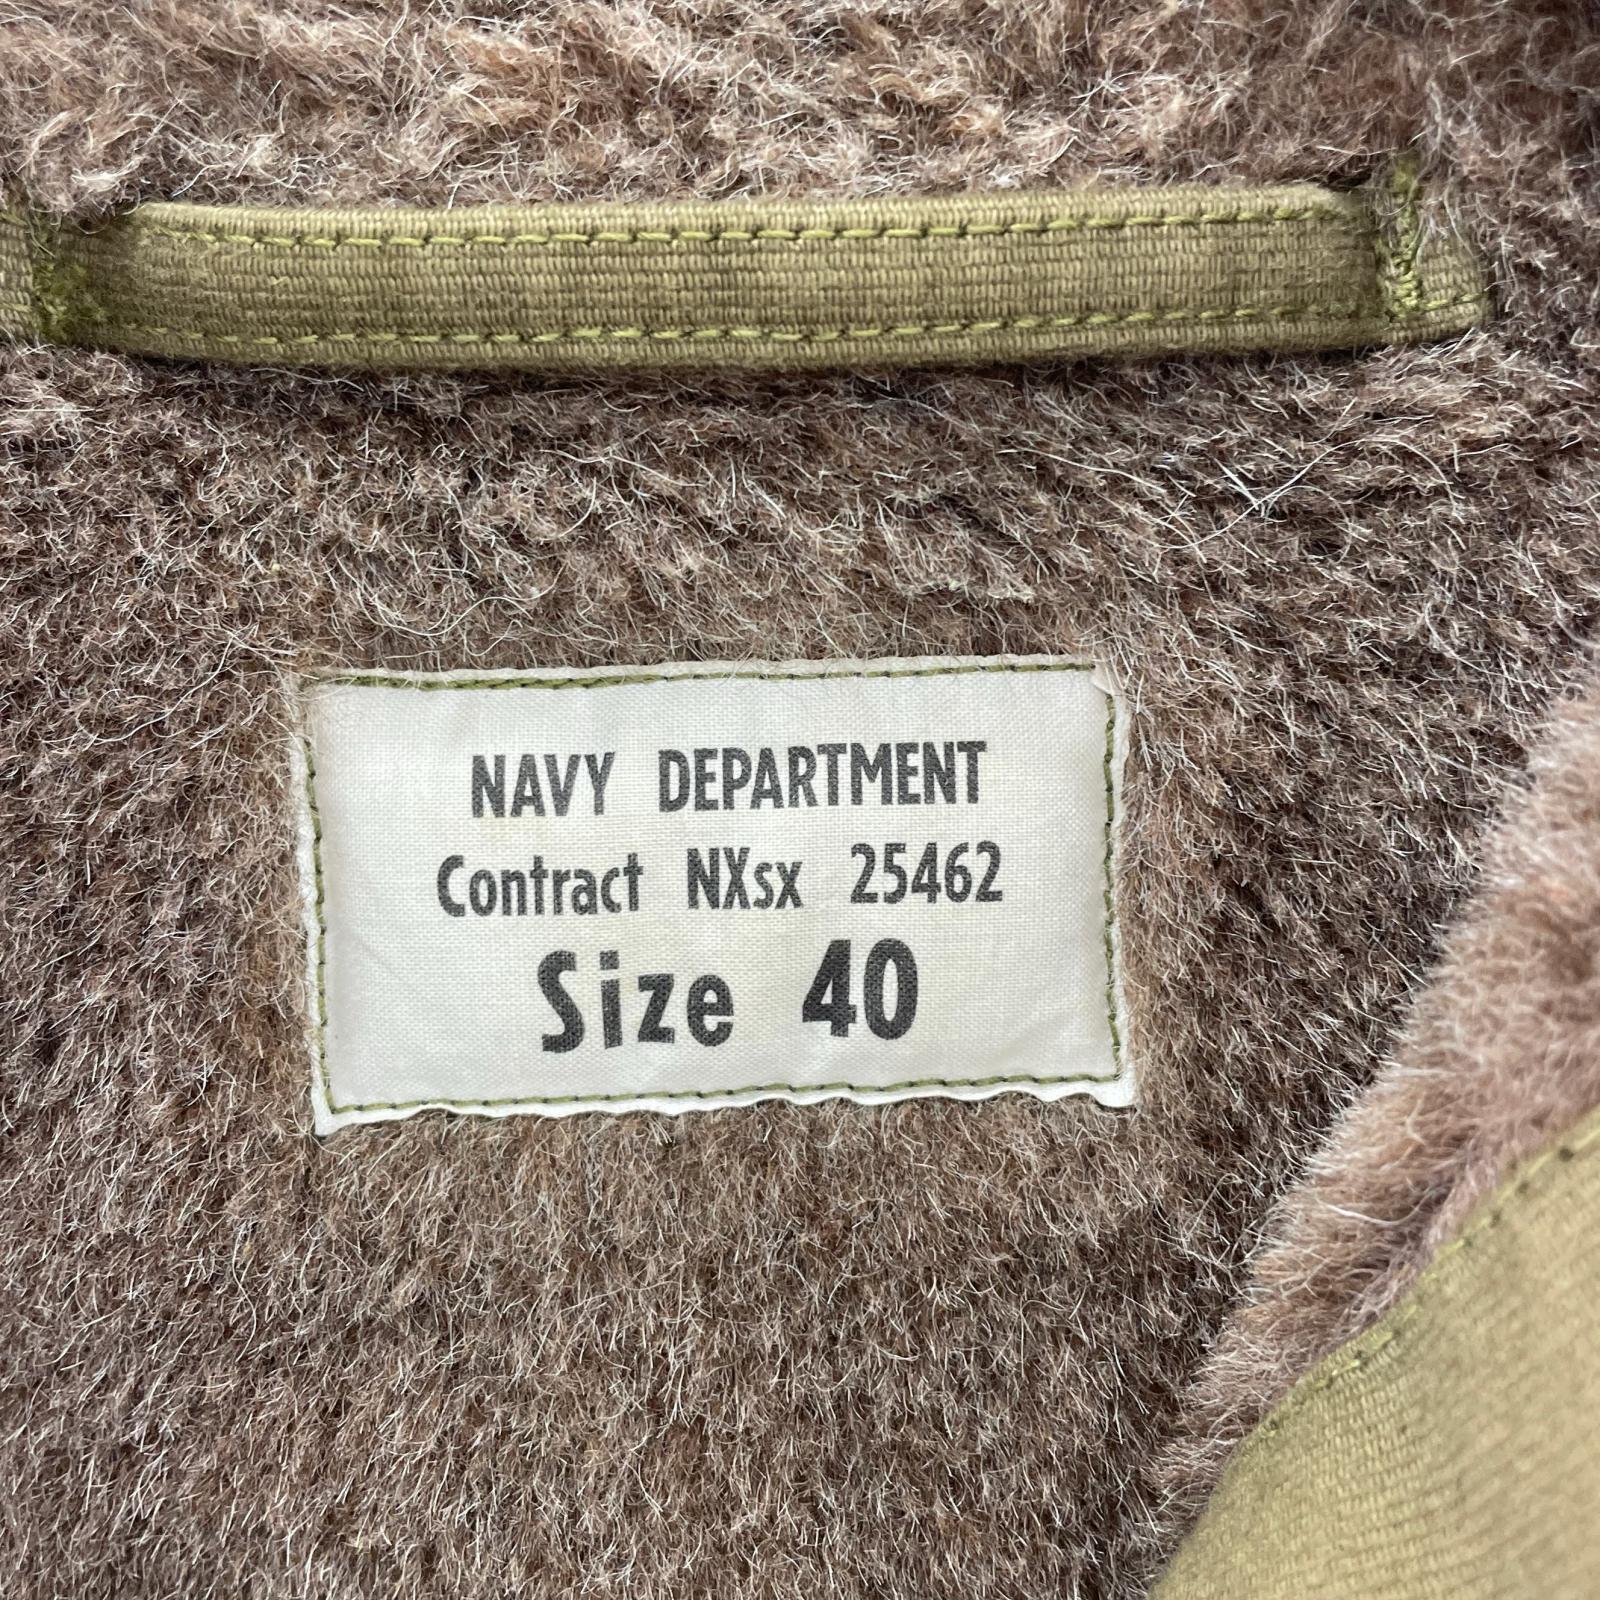 NAVY DEPARTMENT
Contract NXsx 25462
Size 40